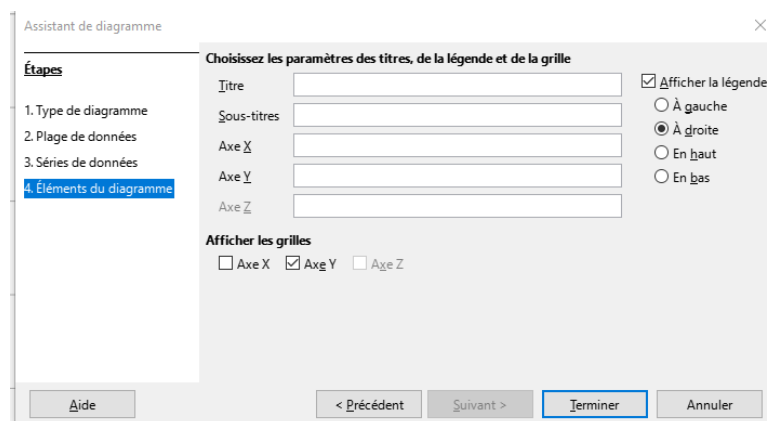 Assistant de diagramme
Étapes
1. Type de diagramme
2. Plage de données
3. Séries de données
4. Éléments du diagramme
Choisissez les paramètres des titres, de la légende et de la grille
Titre
Sous-titres
Axe X
Axe Y
Axe Z
Afficher la légende
À gauche
À droite
En haut
En bas
Afficher les grilles
Axe X Axe Y Axe Z
Aide < Précédent Suivant > Terminer Annuler